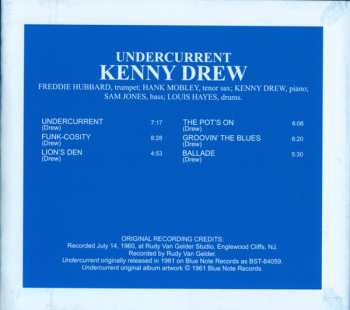 UNDERCURRENT
KENNY DREW
FREDDIE HUBBARD, trumpet; HANK MOBLEY, tenor sax; KENNY DREW, piano;
SAM JONES, bass; LOUIS HAYES, drums.
UNDERCURRENT 7:17
(Drew)
FUNK-COSITY 8:28
(Drew)
LION'S DEN 4:53
(Drew)
THE POT'S ON 6:06
(Drew)
GROOVIN' THE BLUES 6:20
(Drew)
BALLADE 5:30
(Drew)
ORIGINAL RECORDING CREDITS:
Recorded July 14, 1960, at Rudy Van Gelder Studio, Englewood Cliffs, NJ.
Recorded by Rudy Van Gelder.
Undercurrent originally released in 1961 on Blue Note Records as BST-84059.
Undercurrent original album artwork © 1961 Blue Note Records.